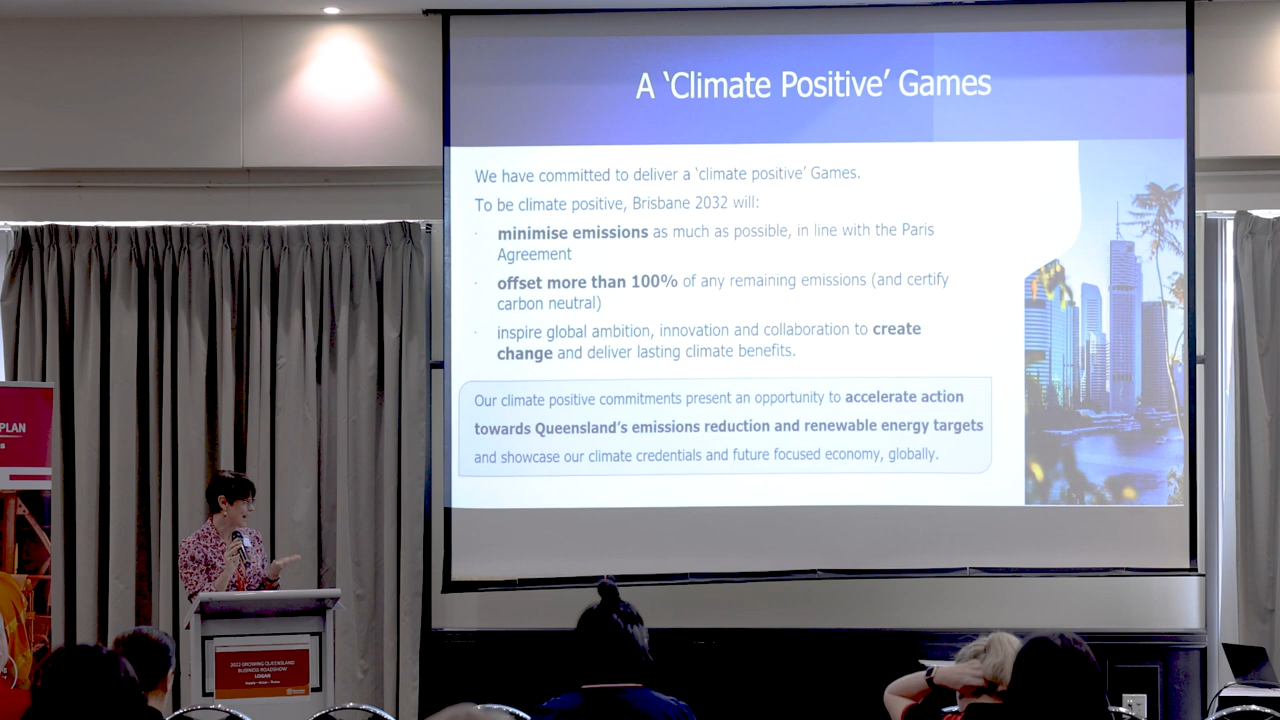 A ‘Climate Positive’ Games
We have committed to deliver a ‘climate positive’ Games.
To be climate positive, Brisbane 2032 will:
· minimise emissions as much as possible, in line with the Paris
Agreement
· offset more than 100% of any remaining emissions (and certify
carbon neutral)
· inspire global ambition, innovation and collaboration to create
change and deliver lasting climate benefits.
Our climate positive commitments present an opportunity to accelerate action
towards Queensland’s emissions reduction and renewable energy targets
and showcase our climate credentials and future focused economy, globally.
PLAN
2022 GROWING QUEENSLAND
BUSINESS ROADSHOW
LOGAN